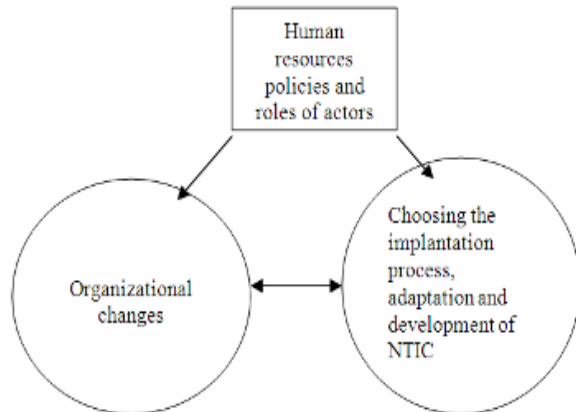 Human
resources
policies and
roles of actors
Choosing the
implantation
process,
adaptation and
development of
NTIC
Organizational
changes